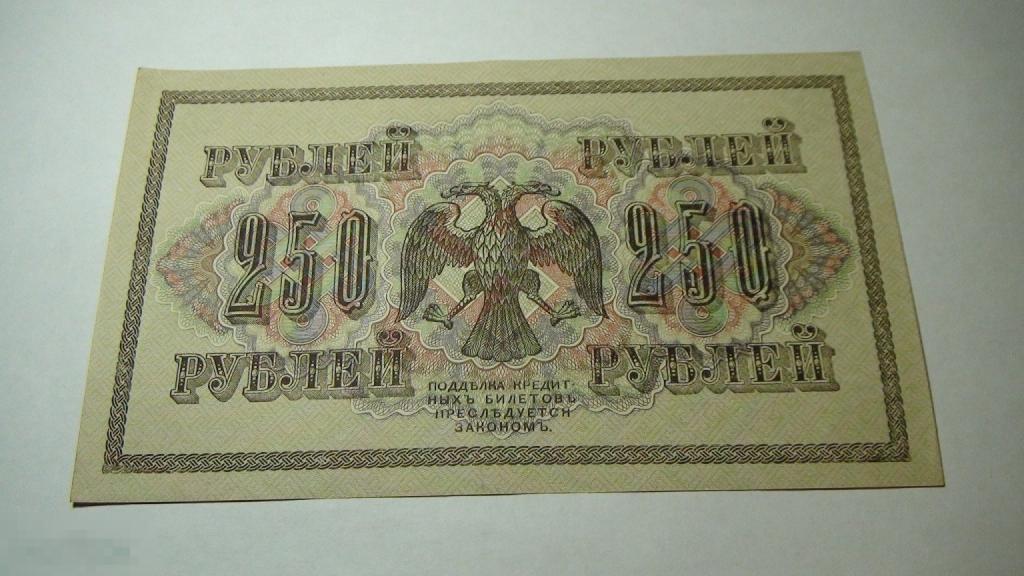 РУБЛЕЙ РУБЛЕЙ
250 250
РУБЛЕЙ РУБЛЕЙ
ПОДДѢЛКА КРЕДИТ-
НЫХЪ БИЛЕТОВЪ
ПРЕСЛѢДУЕТСЯ
ЗАКОНОМЪ.